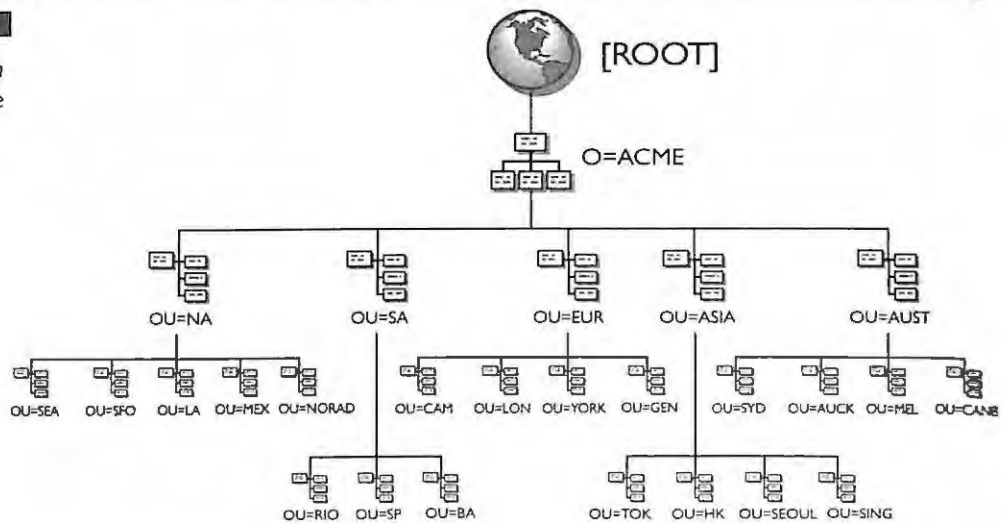 [ROOT]
O=ACME
OU=NA OU=SA OU=EUR OU=ASIA OU=AUST
OU=SEA OU=SFO OU=LA OU=MEX OU=NORAD OU=CAM OU=LON OU=YORK OU=GEN OU=SYD OU=AUCK OU=MEL OU=CANB
OU=RIO OU=SP OU=BA OU=TOK OU=HK OU=SEOUL OU=SING